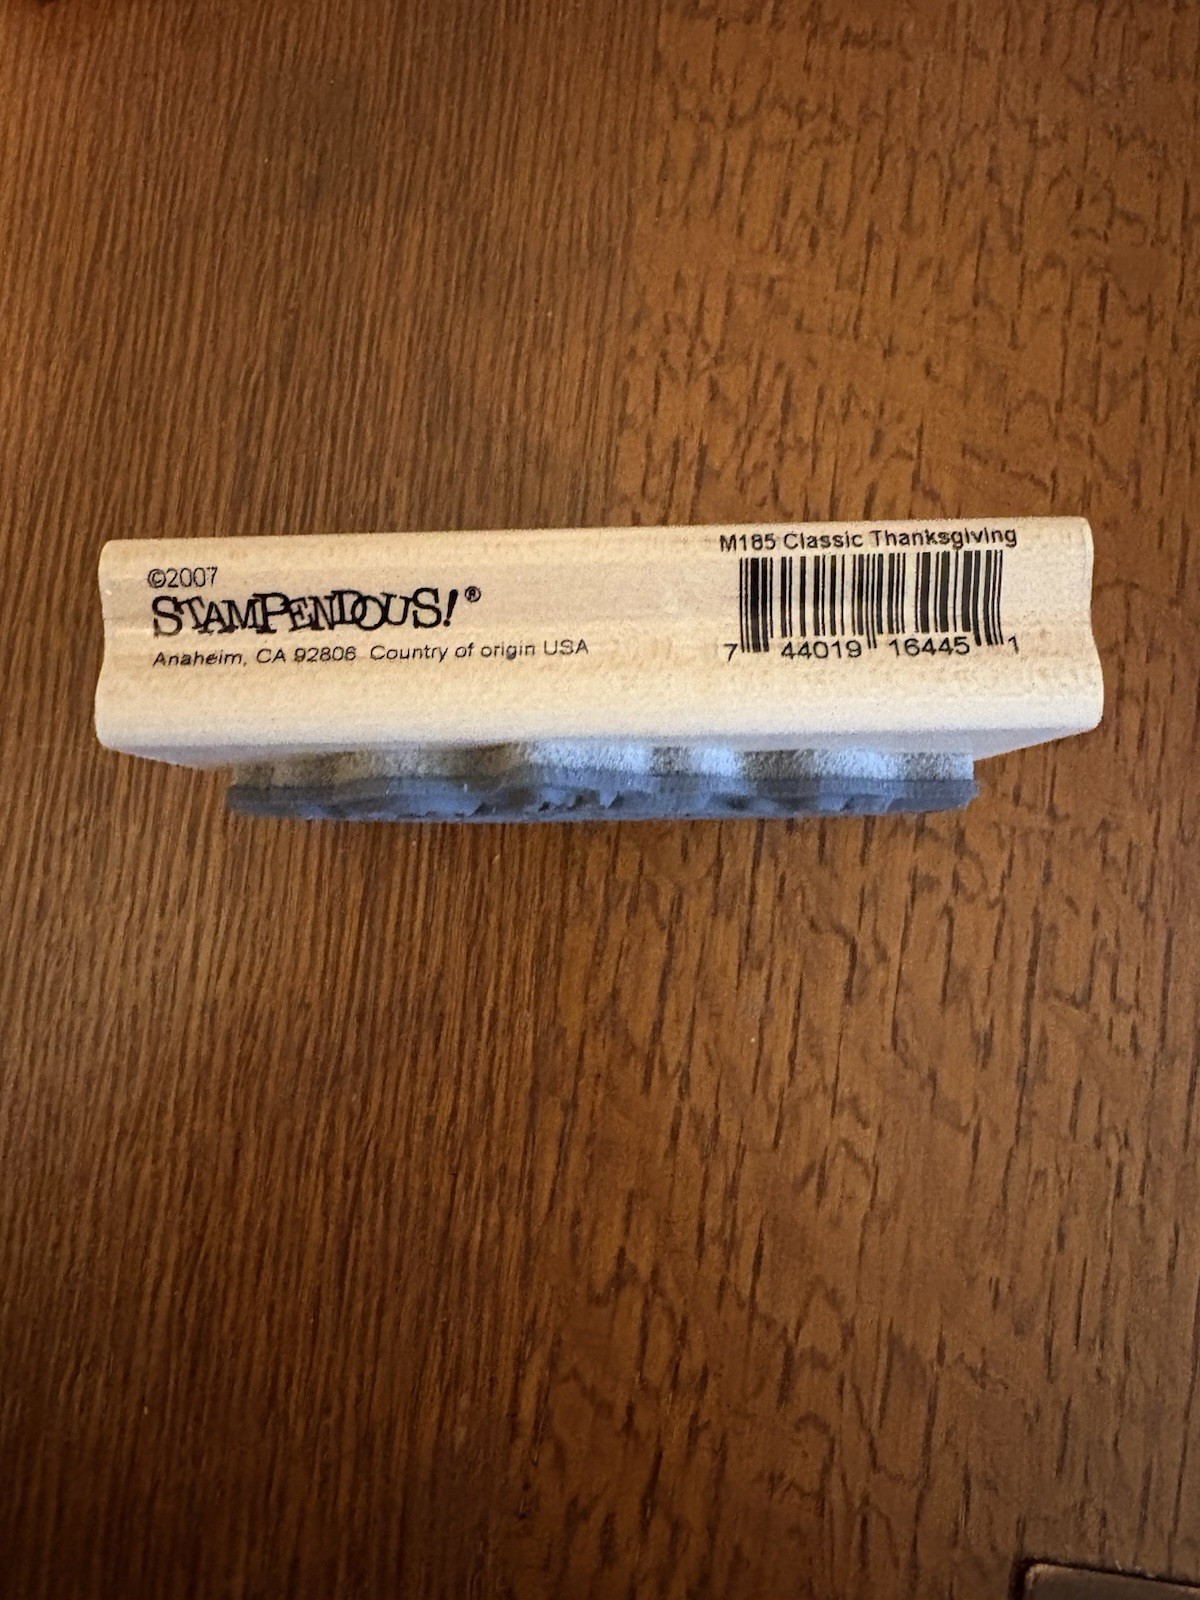 ©2007
STAMPENDOUS!®
Anaheim, CA 92806 Country of origin USA
M185 Classic Thanksgiving
7 44019 16445 1